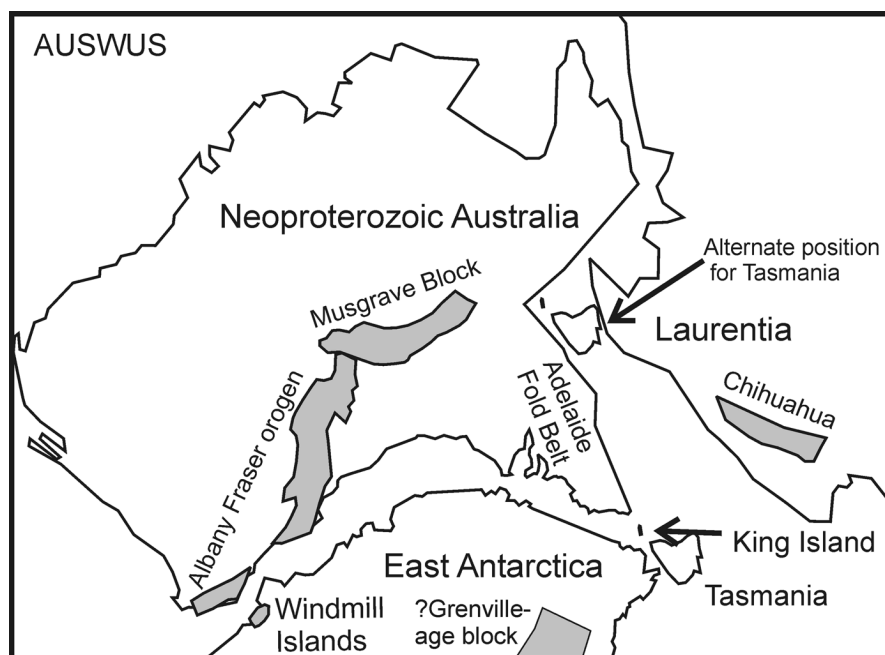 AUSWUS
Neoproterozoic Australia
Alternate position
for Tasmania
Musgrave Block
Laurentia
Adelaide
Fold Belt
Chihuahua
Albany Fraser orogen
King Island
East Antarctica
Tasmania
Windmill
Islands
?Grenville-
age block